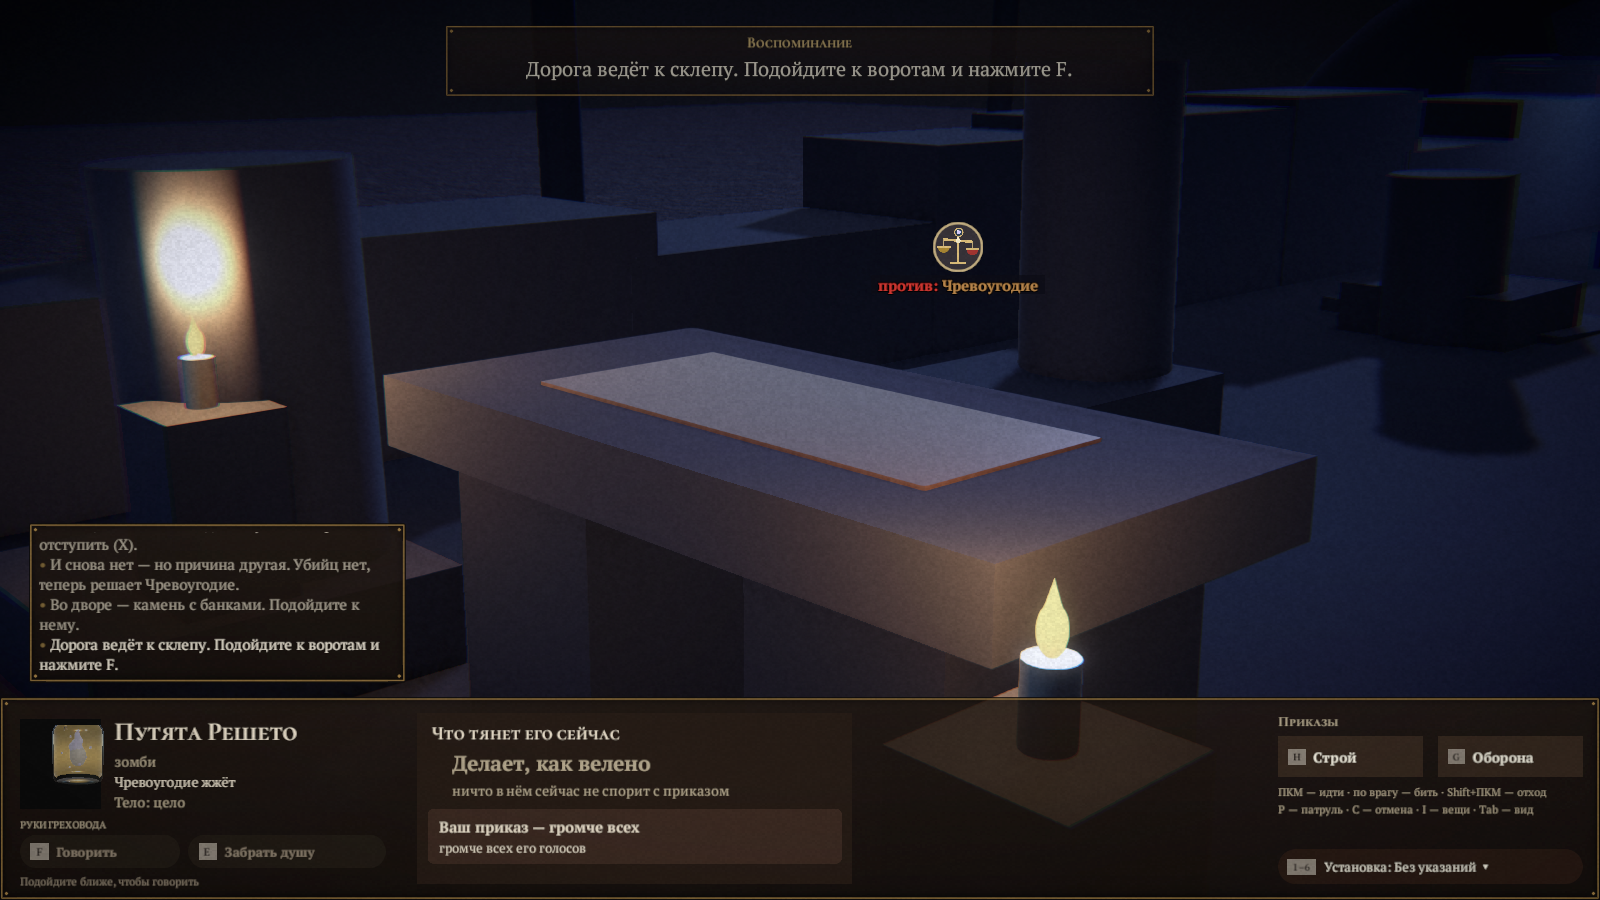 Воспоминание
Дорога ведёт к склепу. Подойдите к воротам и нажмите F.
против: Чревоугодие
отступить (X).
• И снова нет — но причина другая. Убийц нет,
теперь решает Чревоугодие.
• Во дворе — камень с банками. Подойдите к
нему.
• Дорога ведёт к склепу. Подойдите к воротам и
нажмите F.
Путята Решето
зомби
Чревоугодие жжёт
Тело: цело
РУКИ ГРЕХОВОДА
F Говорить
E Забрать душу
Подойдите ближе, чтобы говорить
Что тянет его сейчас
Делает, как велено
ничто в нём сейчас не спорит с приказом
Ваш приказ — громче всех
громче всех его голосов
Приказы
H Строй
G Оборона
ПКМ — идти · по врагу — бить · Shift+ПКМ — отход
P — патруль · C — отмена · I — вещи · Tab — вид
1–6 Установка: Без указаний ▾